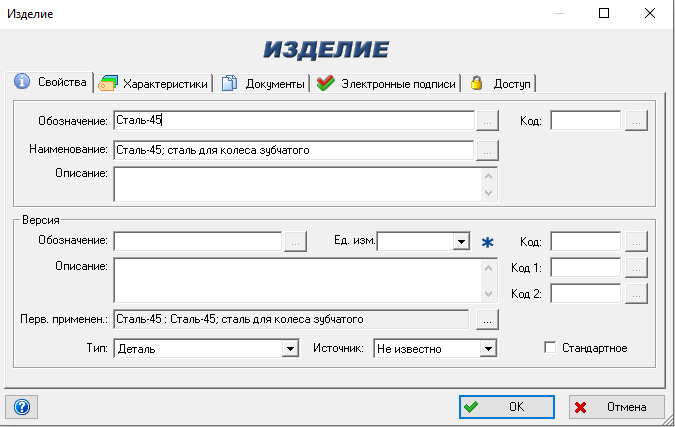 Изделие
ИЗДЕЛИЕ
Свойства Характеристики Документы Электронные подписи Доступ
Обозначение: Сталь-45 ... Код: ...
Наименование: Сталь-45; сталь для колеса зубчатого ...
Описание:
Версия
Обозначение: ... Ед. изм. * Код: ...
Описание: Код 1: ...
Код 2: ...
Перв. применен.: Сталь-45 : Сталь-45; сталь для колеса зубчатого ...
Тип: Деталь Источник: Не известно Стандартное
? OK Отмена